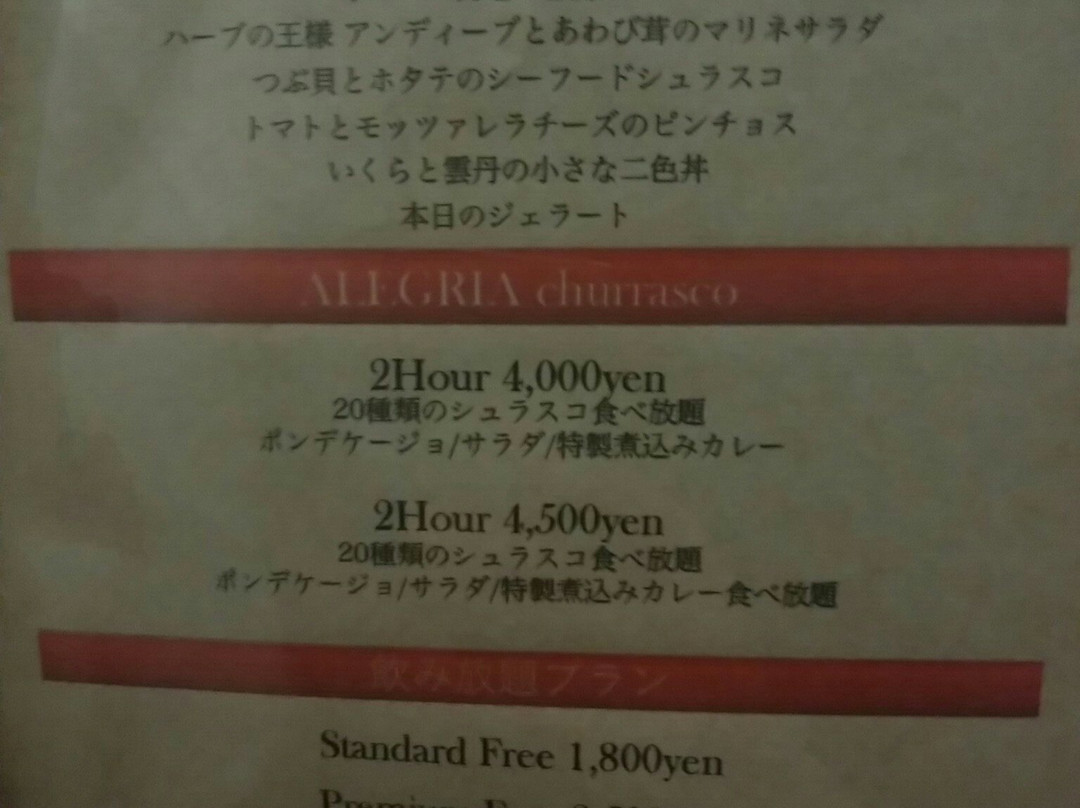 ハーブの王様 アンディーブとあわび茸のマリネサラダ
つぶ貝とホタテのシーフードシュラスコ
トマトとモッツァレラチーズのピンチョス
いくらと雲丹の小さな二色丼
本日のジェラート
ALEGRIA churrasco
2Hour 4,000yen
20種類のシュラスコ食べ放題
ポンデケージョ/サラダ/特製煮込みカレー
2Hour 4,500yen
20種類のシュラスコ食べ放題
ポンデケージョ/サラダ/特製煮込みカレー食べ放題
飲み放題プラン
Standard Free 1,800yen